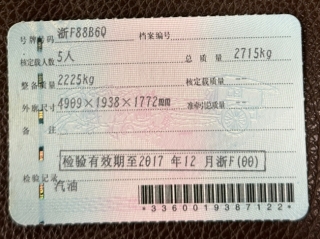 号牌号码 浙F88B6Q 档案编号
核定载人数 5人 总质量 2715kg
整备质量 2225kg 核定载质量 --
外廓尺寸 4909×1938×1772mm 准牵引总质量 --
备注
检验有效期至2017 年12 月浙F(00)
检验记录
汽油
*3360019387122*